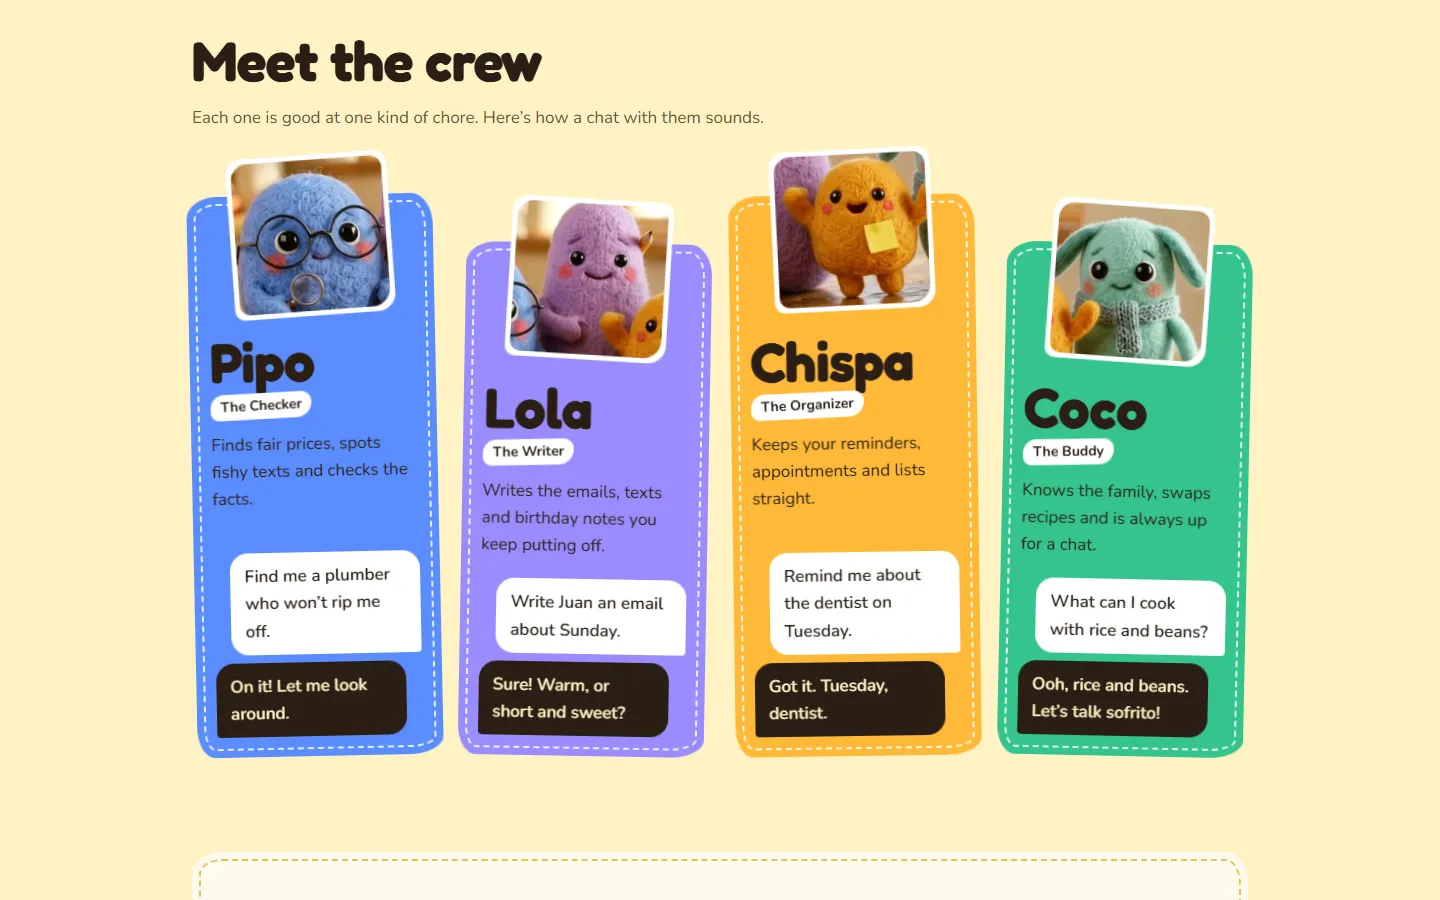 Meet the crew
Each one is good at one kind of chore. Here’s how a chat with them sounds.
Pipo
The Checker
Finds fair prices, spots
fishy texts and checks the
facts.
Find me a plumber
who won’t rip me
off.
On it! Let me look
around.
Lola
The Writer
Writes the emails, texts
and birthday notes you
keep putting off.
Write Juan an email
about Sunday.
Sure! Warm, or
short and sweet?
Chispa
The Organizer
Keeps your reminders,
appointments and lists
straight.
Remind me about
the dentist on
Tuesday.
Got it. Tuesday,
dentist.
Coco
The Buddy
Knows the family, swaps
recipes and is always up
for a chat.
What can I cook
with rice and beans?
Ooh, rice and beans.
Let’s talk sofrito!